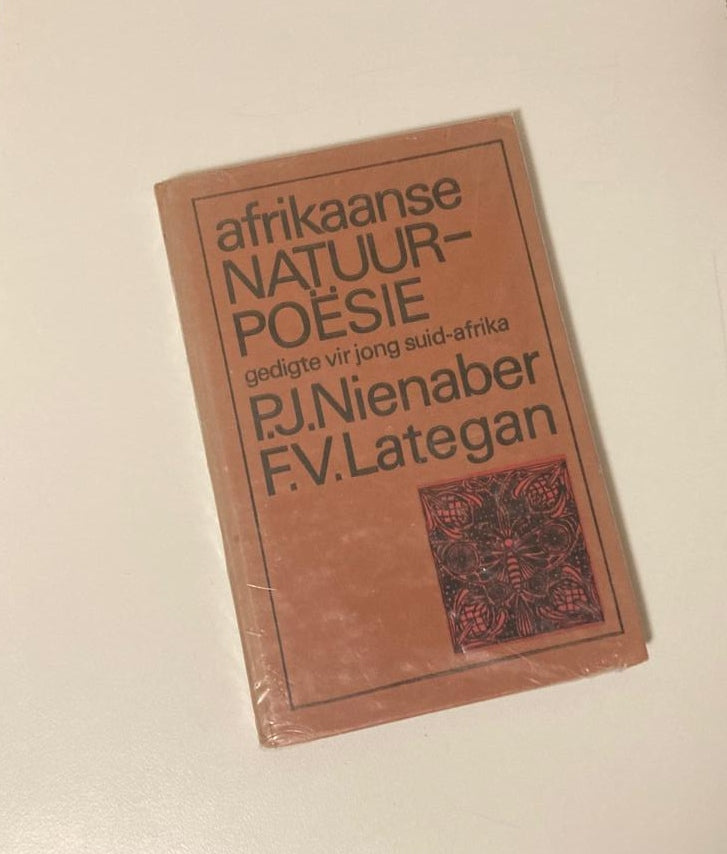 afrikaanse
NATUUR-
POËSIE
gedigte vir jong suid-afrika
P.J.Nienaber
F.V.Lategan